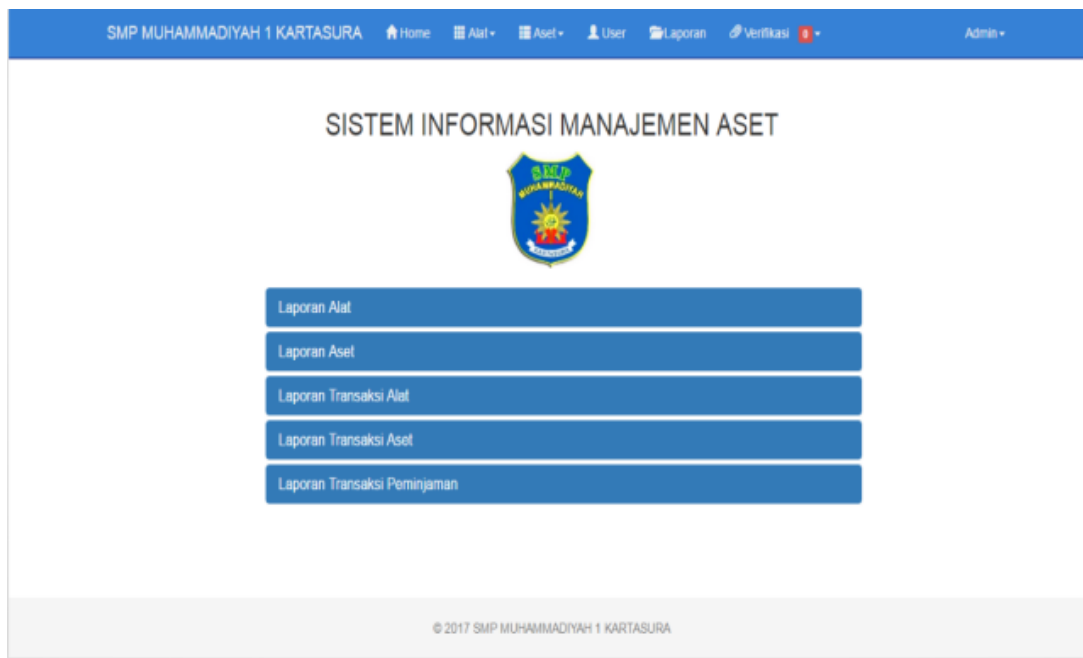 SMP MUHAMMADIYAH 1 KARTASURA Home Alat Aset User Laporan Verifikasi 0 Admin
SISTEM INFORMASI MANAJEMEN ASET
SMP
MUHAMMADIYAH
KARTASURA
Laporan Alat
Laporan Aset
Laporan Transaksi Alat
Laporan Transaksi Aset
Laporan Transaksi Peminjaman
© 2017 SMP MUHAMMADIYAH 1 KARTASURA